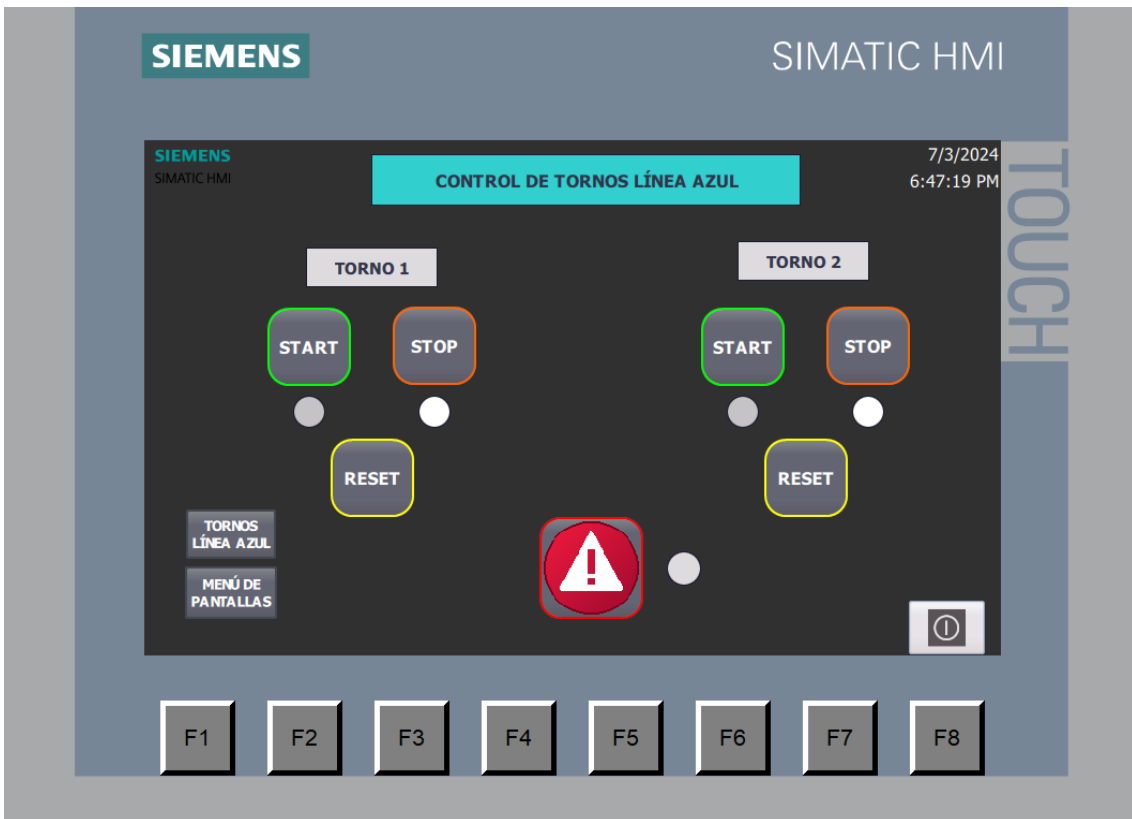 SIEMENS
SIMATIC HMI
TOUCH
SIEMENS
SIMATIC HMI
CONTROL DE TORNOS LÍNEA AZUL
7/3/2024
6:47:19 PM
TORNO 1
TORNO 2
START
STOP
START
STOP
RESET
RESET
TORNOS
LÍNEA AZUL
MENÚ DE
PANTALLAS
F1
F2
F3
F4
F5
F6
F7
F8